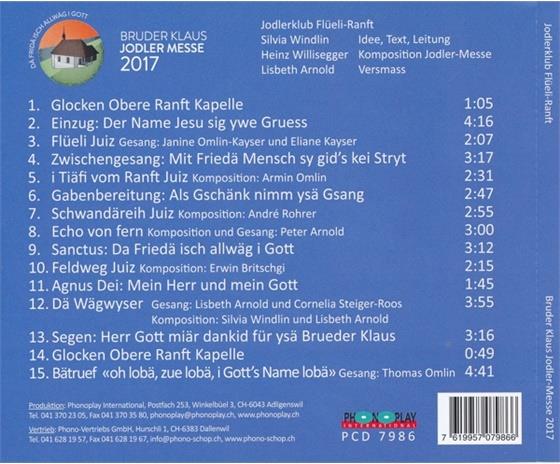 DÄ FRIDÄ ISCH ALLWÄG I GOTT
BRUDER KLAUS
JODLER MESSE
2017
Jodlerklub Flüeli-Ranft
Silvia Windlin Idee, Text, Leitung
Heinz Willisegger Komposition Jodler-Messe
Lisbeth Arnold Versmass
1. Glocken Obere Ranft Kapelle 1:05
2. Einzug: Der Name Jesu sig ywe Gruess 4:16
3. Flüeli Juiz Gesang: Janine Omlin-Kayser und Eliane Kayser 2:07
4. Zwischengesang: Mit Friedä Mensch sy gid's kei Stryt 3:17
5. i Tiäfi vom Ranft Juiz Komposition: Armin Omlin 2:31
6. Gabenbereitung: Als Gschänk nimm ysä Gsang 2:47
7. Schwandäreih Juiz Komposition: André Rohrer 2:55
8. Echo von fern Komposition und Gesang: Peter Arnold 3:00
9. Sanctus: Da Friedä isch allwäg i Gott 3:12
10. Feldweg Juiz Komposition: Erwin Britschgi 2:15
11. Agnus Dei: Mein Herr und mein Gott 1:45
12. Dä Wägwyser Gesang: Lisbeth Arnold und Cornelia Steiger-Roos 3:55
Komposition: Silvia Windlin und Lisbeth Arnold
13. Segen: Herr Gott miär dankid für ysä Brueder Klaus 3:16
14. Glocken Obere Ranft Kapelle 0:49
15. Bätruef «oh lobä, zue lobä, i Gott's Name lobä» Gesang: Thomas Omlin 4:41
Produktion: Phonoplay International, Postfach 253, Winkelbüel 3, CH-6043 Adligenswil
Tel. 041 370 23 05, Fax 041 370 35 80, phonoplay@phonoplay.ch, www.phonoplay.ch
Vertrieb: Phono-Vertriebs GmbH, Hurschli 1, CH-6383 Dallenwil
Tel. 041 628 19 57, Fax 041 628 19 67, info@phono-schop.ch, www.phono-schop.ch
PHONOPLAY
INTERNATIONAL
PCD 7986
7 619957 079866
Jodlerklub Flüeli-Ranft
Bruder Klaus Jodler-Messe 2017